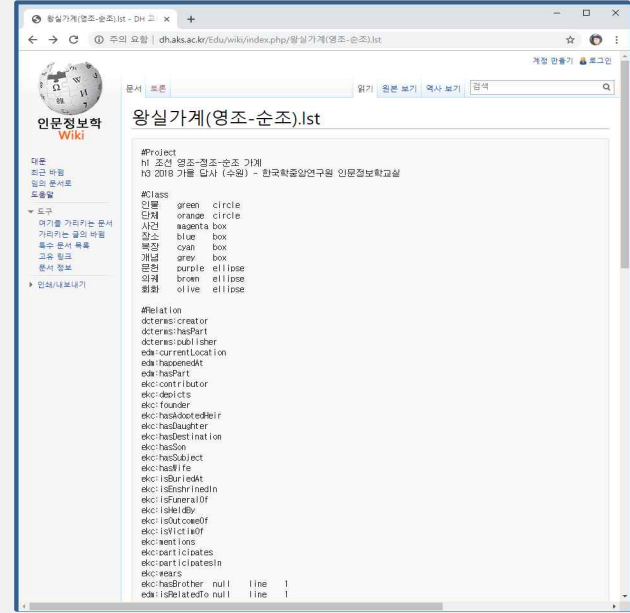 왕실가계(영조-순조).lst - DH 교
주의 요함 | dh.aks.ac.kr/Edu/wiki/index.php/왕실가계(영조-순조).lst
계정 만들기 로그인
문서 토론 읽기 원본 보기 역사 보기 검색
인문정보학
Wiki
대문
최근 바뀜
임의 문서로
도움말
도구
여기를 가리키는 문서
가리키는 글의 바뀜
특수 문서 목록
고유 링크
문서 정보
인쇄/내보내기
왕실가계(영조-순조).lst
#Project
h1 조선 영조-정조-순조 가계
h3 2018 가을 답사 (수원) - 한국학중앙연구원 인문정보학교실
#Class
인물 green circle
단체 orange circle
사건 magenta box
장소 blue box
복장 cyan box
개념 grey box
문헌 purple ellipse
의궤 brown ellipse
회화 olive ellipse
#Relation
dcterms:creator
dcterms:hasPart
dcterms:publisher
edm:currentLocation
edm:happenedAt
edm:hasPart
ekc:contributor
ekc:depicts
ekc:founder
ekc:hasAdoptedHeir
ekc:hasDaughter
ekc:hasDestination
ekc:hasSon
ekc:hasSubject
ekc:hasWife
ekc:isBuriedAt
ekc:isEnshrinedIn
ekc:isFuneralOf
ekc:isHeldBy
ekc:isOutcomeOf
ekc:isVictimOf
ekc:mentions
ekc:participates
ekc:participatesIn
ekc:wears
ekc:hasBrother null line 1
edm:isRelatedTo null line 1